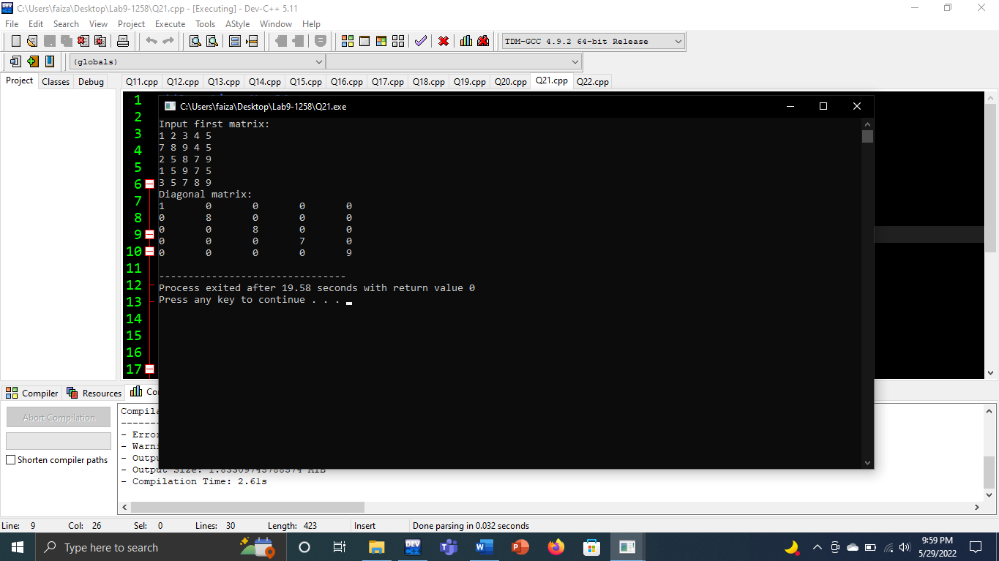 C:\Users\faiza\Desktop\Lab9-1258\Q21.cpp - [Executing] - Dev-C++ 5.11
File Edit Search View Project Execute Tools AStyle Window Help
TDM-GCC 4.9.2 64-bit Release
(globals)
Project Classes Debug Q11.cpp Q12.cpp Q13.cpp Q14.cpp Q15.cpp Q16.cpp Q17.cpp Q18.cpp Q19.cpp Q20.cpp Q21.cpp Q22.cpp
1
2
3
4
5
6
7
8
9
10
11
12
13
14
15
16
17
C:\Users\faiza\Desktop\Lab9-1258\Q21.exe
Input first matrix:
1 2 3 4 5
7 8 9 4 5
2 5 8 7 9
1 5 9 7 5
3 5 7 8 9
Diagonal matrix:
1 0 0 0 0
0 8 0 0 0
0 0 8 0 0
0 0 0 7 0
0 0 0 0 9
--------------------------------
Process exited after 19.58 seconds with return value 0
Press any key to continue . . .
Compiler Resources Co
Abort Compilation
Shorten compiler paths
Compila
-------
- Error
- Warni
- Outpu
- Output Size: 1.83309745788574 MiB
- Compilation Time: 2.61s
Line: 9 Col: 26 Sel: 0 Lines: 30 Length: 423 Insert Done parsing in 0.032 seconds
Type here to search
9:59 PM
5/29/2022